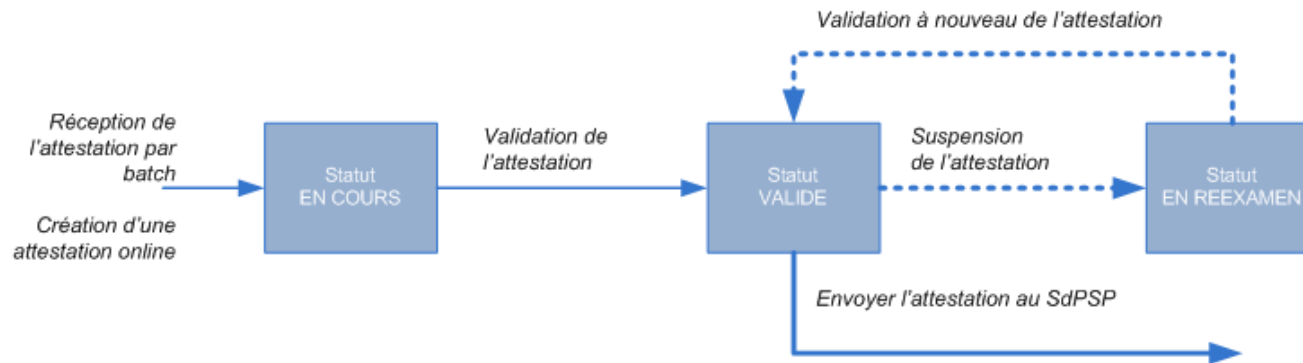 Validation à nouveau de l'attestation
Réception de
l'attestation par
batch
Création d'une
attestation online
Statut
EN COURS
Validation de
l'attestation
Statut
VALIDE
Suspension
de l'attestation
Statut
EN REEXAMEN
Envoyer l'attestation au SdPSP